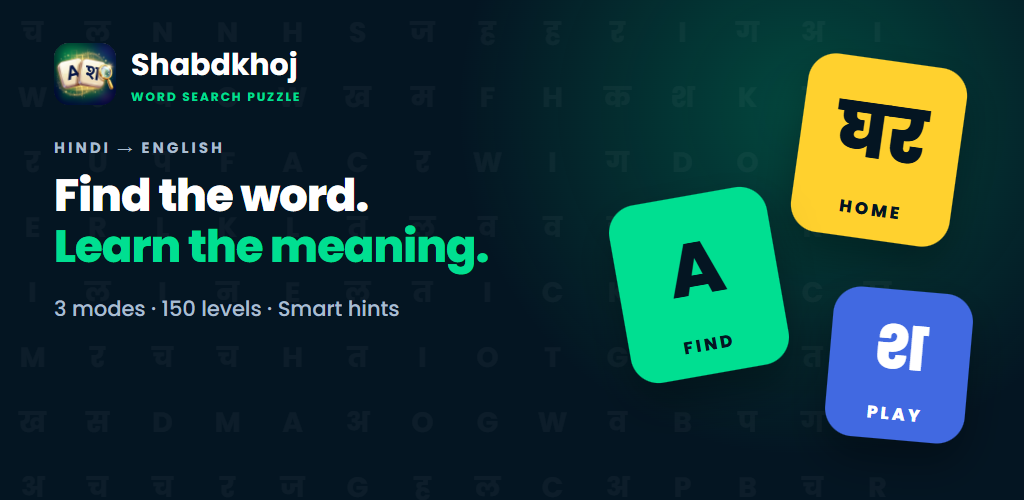 Shabdkhoj
WORD SEARCH PUZZLE
HINDI → ENGLISH
Find the word.
Learn the meaning.
3 modes · 150 levels · Smart hints
घर
HOME
A
FIND
श
PLAY